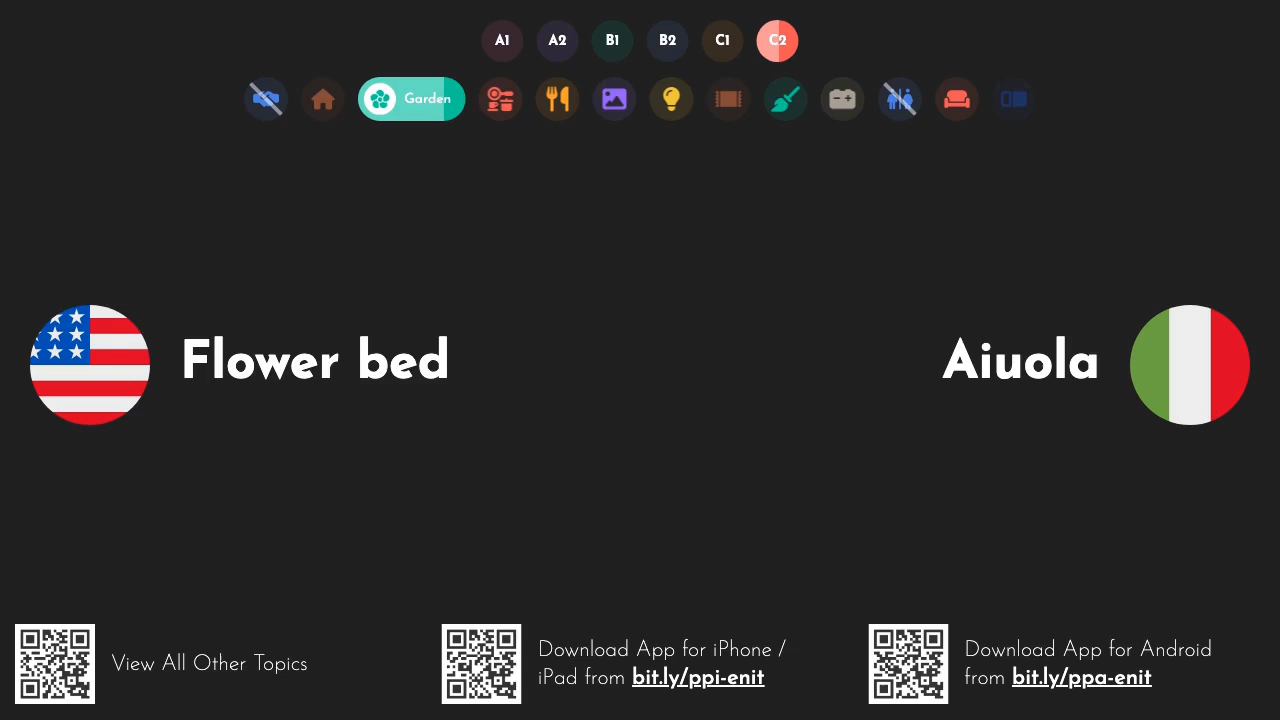 A1 A2 B1 B2 C1 C2
Garden
Flower bed
Aiuola
View All Other Topics
Download App for iPhone /
iPad from bit.ly/ppi-enit
Download App for Android
from bit.ly/ppa-enit